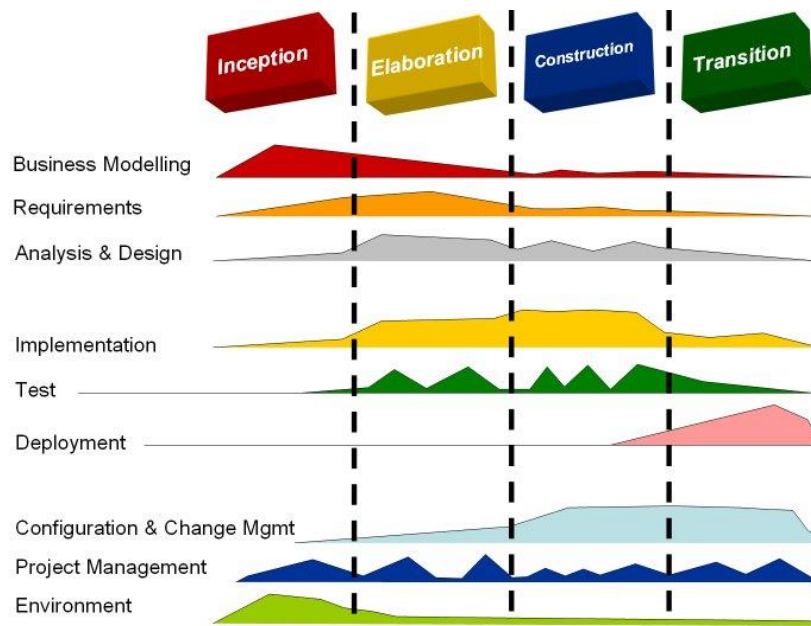 Inception
Elaboration
Construction
Transition
Business Modelling
Requirements
Analysis & Design
Implementation
Test
Deployment
Configuration & Change Mgmt
Project Management
Environment